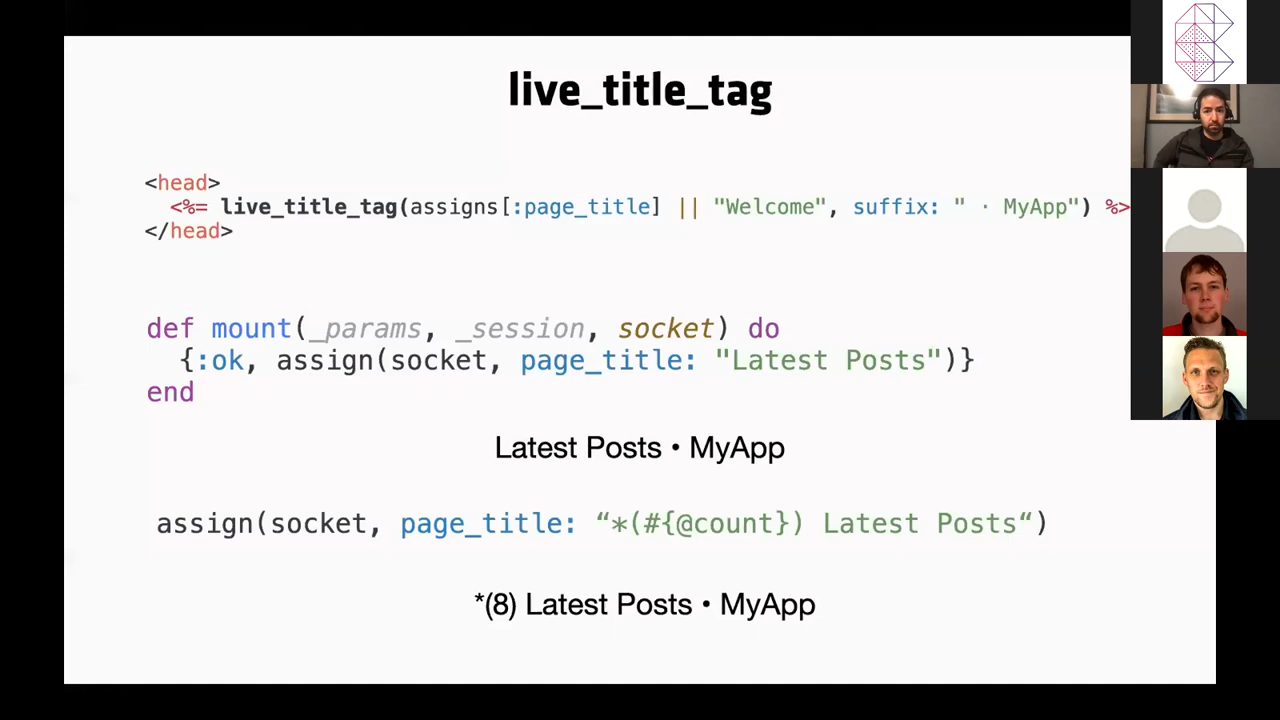 live_title_tag
<head>
<%= live_title_tag(assigns[:page_title] || "Welcome", suffix: " · MyApp") %>
</head>
def mount(_params, _session, socket) do
{:ok, assign(socket, page_title: "Latest Posts")}
end
Latest Posts • MyApp
assign(socket, page_title: “*(#{@count}) Latest Posts“)
*(8) Latest Posts • MyApp